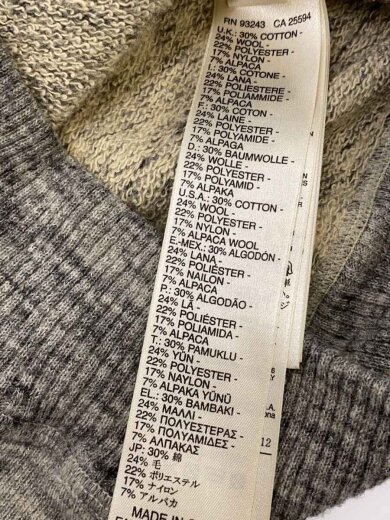 RN 93243 CA 25594
U.K.: 30% COTTON -
24% WOOL -
22% POLYESTER -
17% NYLON -
7% ALPACA
I.: 30% COTONE -
24% LANA -
22% POLIESTERE -
17% POLIAMMIDE -
7% ALPACA
F.: 30% COTON -
24% LAINE -
22% POLYESTER -
17% POLYAMIDE -
7% ALPAGA
D.: 30% BAUMWOLLE -
24% WOLLE -
22% POLYESTER -
17% POLYAMID -
7% ALPAKA
U.S.A.: 30% COTTON -
24% WOOL -
22% POLYESTER -
17% NYLON -
7% ALPACA WOOL
E.-MEX.: 30% ALGODÓN -
24% LANA -
22% POLIÉSTER -
17% NAILON -
7% ALPACA
P.: 30% ALGODÃO -
24% LÃ -
22% POLIÉSTER -
17% POLIAMIDA -
7% ALPACA
T.: 30% PAMUKLU -
24% YÜN -
22% POLYESTER -
17% NAYLON -
7% ALPAKA YÜNÜ
EL.: 30% ΒΑΜΒΑΚΙ -
24% ΜΑΛΛΙ -
22% ΠΟΛΥΕΣΤΕΡΑΣ -
17% ΠΟΛΥΑΜΙΔΕΣ -
7% ΑΛΠΑΚΑΣ
JP: 30% 綿
24% 毛
22% ポリエステル
17% ナイロン
7% アルパカ
MADE IN
12